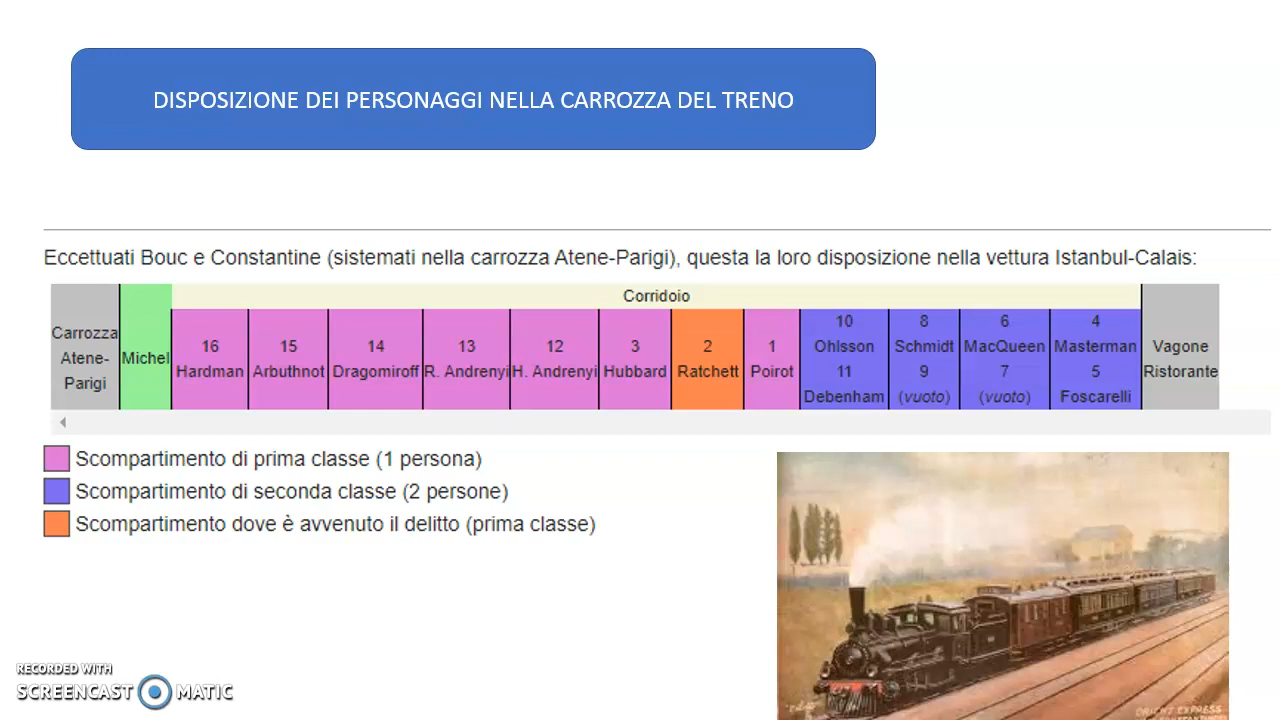 DISPOSIZIONE DEI PERSONAGGI NELLA CARROZZA DEL TRENO
Eccettuati Bouc e Constantine (sistemati nella carrozza Atene-Parigi), questa la loro disposizione nella vettura Istanbul-Calais:
Corridoio
Carrozza
Atene-
Parigi
Michel
16
Hardman
15
Arbuthnot
14
Dragomiroff
13
R. Andrenyi
12
H. Andrenyi
3
Hubbard
2
Ratchett
1
Poirot
10
Ohlsson
11
Debenham
8
Schmidt
9
(vuoto)
6
MacQueen
7
(vuoto)
4
Masterman
5
Foscarelli
Vagone
Ristorante
Scompartimento di prima classe (1 persona)
Scompartimento di seconda classe (2 persone)
Scompartimento dove è avvenuto il delitto (prima classe)
RECORDED WITH
SCREENCAST MATIC
ORIENT EXPRESS